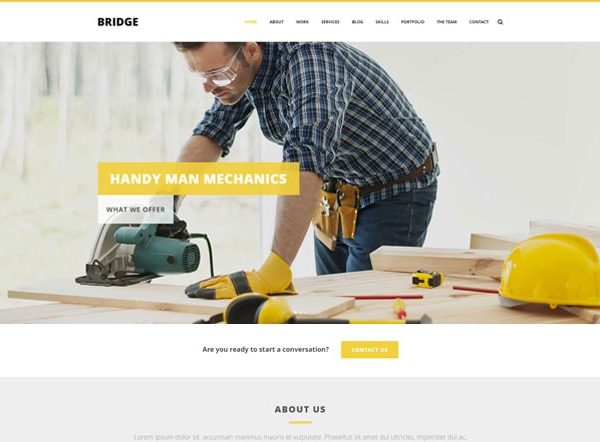 BRIDGE
HOME ABOUT WORK SERVICES BLOG SKILLS PORTFOLIO THE TEAM CONTACT
HANDY MAN MECHANICS
WHAT WE OFFER
Are you ready to start a conversation? CONTACT US
ABOUT US
Lorem ipsum dolor sit amet, accumsan maximus mauris et vulputate. Phasellus sit amet dui ultricies, imperdiet dui ac,